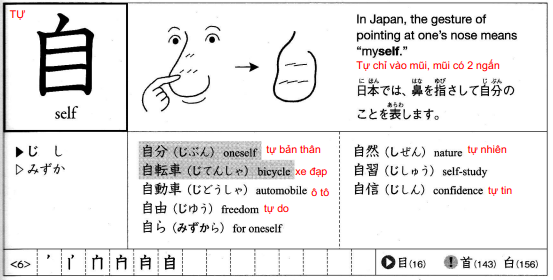 TỰ
自
self
In Japan, the gesture of
pointing at one's nose means
“myself.”
Tự chỉ vào mũi, mũi có 2 ngấn
日本では、鼻を指さして自分の
ことを表します。
▶じ し
▷みずか
自分（じぶん）oneself tự bản thân
自転車（じてんしゃ）bicycle xe đạp
自動車（じどうしゃ）automobile ô tô
自由（じゆう）freedom tự do
自ら（みずから）for oneself
自然（しぜん）nature tự nhiên
自習（じしゅう）self-study
自信（じしん）confidence tự tin
<6>
自
目(16) 首(143) 白(156)